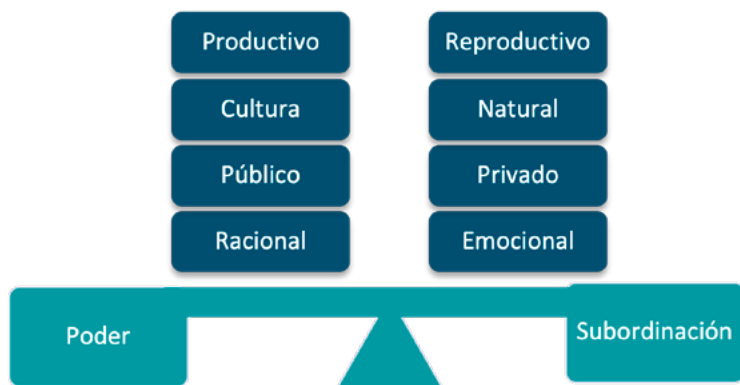 Productivo
Reproductivo
Cultura
Natural
Público
Privado
Racional
Emocional
Poder
Subordinación